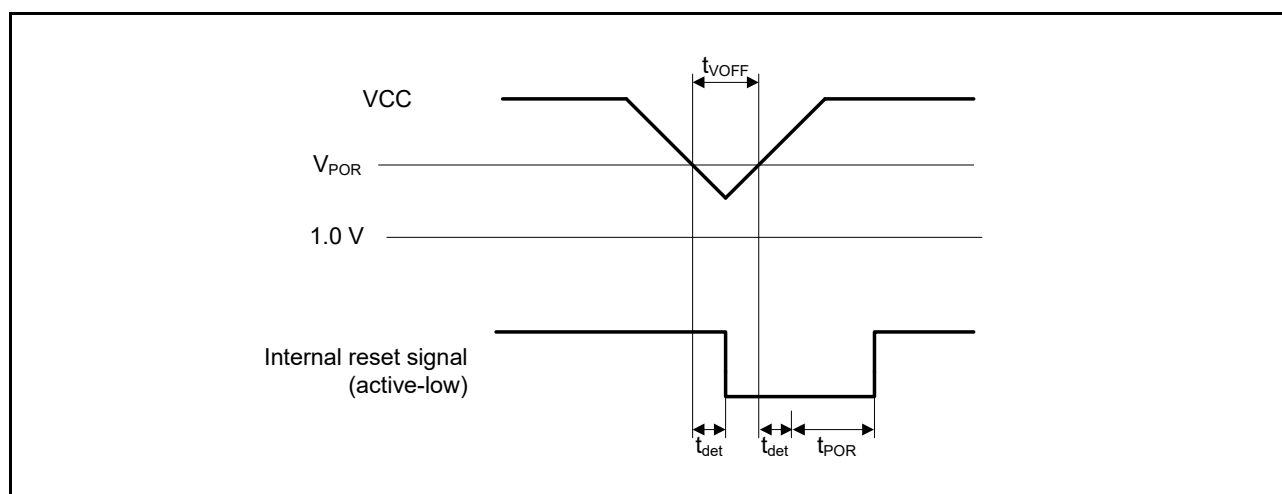 tVOFF
VCC
VPOR
1.0 V
Internal reset signal
(active-low)
tdet
tdet
tPOR